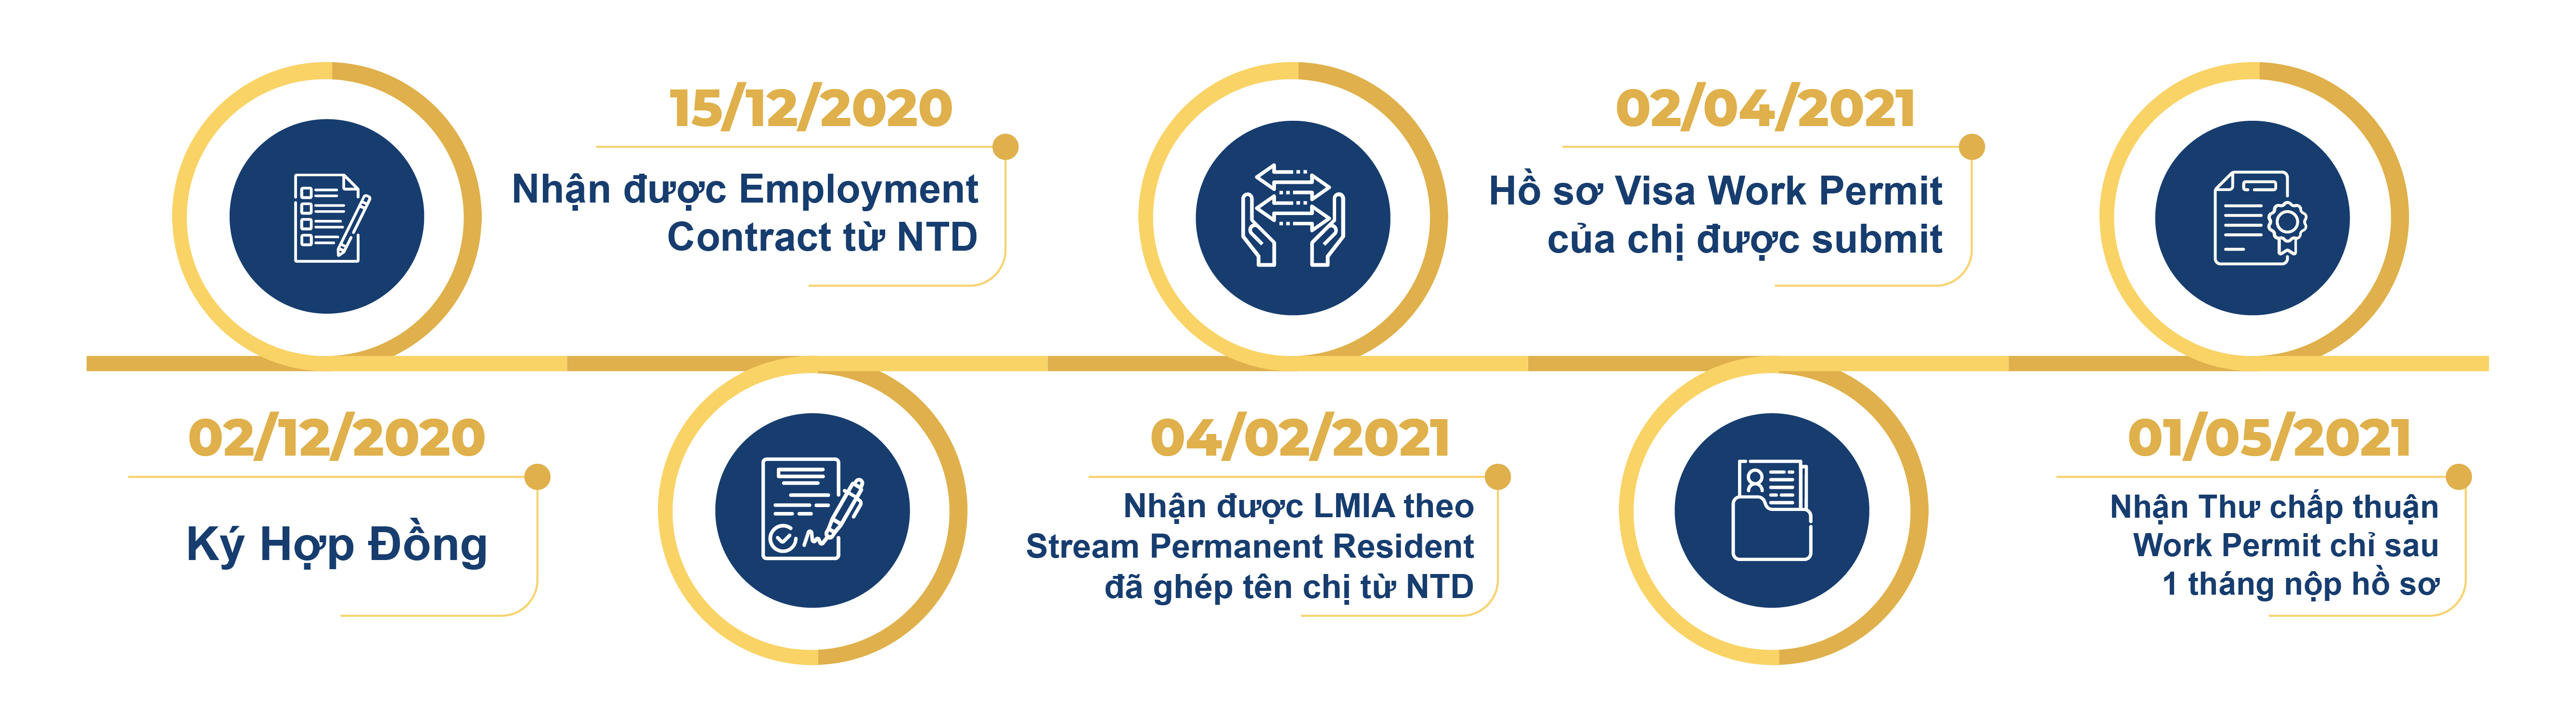 02/12/2020
Ký Hợp Đồng
15/12/2020
Nhận được Employment
Contract từ NTD
04/02/2021
Nhận được LMIA theo
Stream Permanent Resident
đã ghép tên chị từ NTD
02/04/2021
Hồ sơ Visa Work Permit
của chị được submit
01/05/2021
Nhận Thư chấp thuận
Work Permit chỉ sau
1 tháng nộp hồ sơ